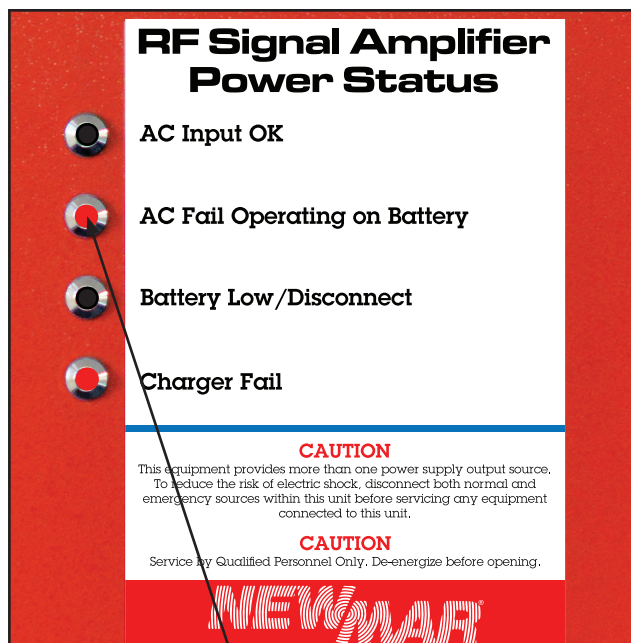 RF Signal Amplifier
Power Status
AC Input OK
AC Fail Operating on Battery
Battery Low/Disconnect
Charger Fail
CAUTION
This equipment provides more than one power supply output source.
To reduce the risk of electric shock, disconnect both normal and
emergency sources within this unit before servicing any equipment
connected to this unit.
CAUTION
Service by Qualified Personnel Only. De-energize before opening.
NEWMAR®